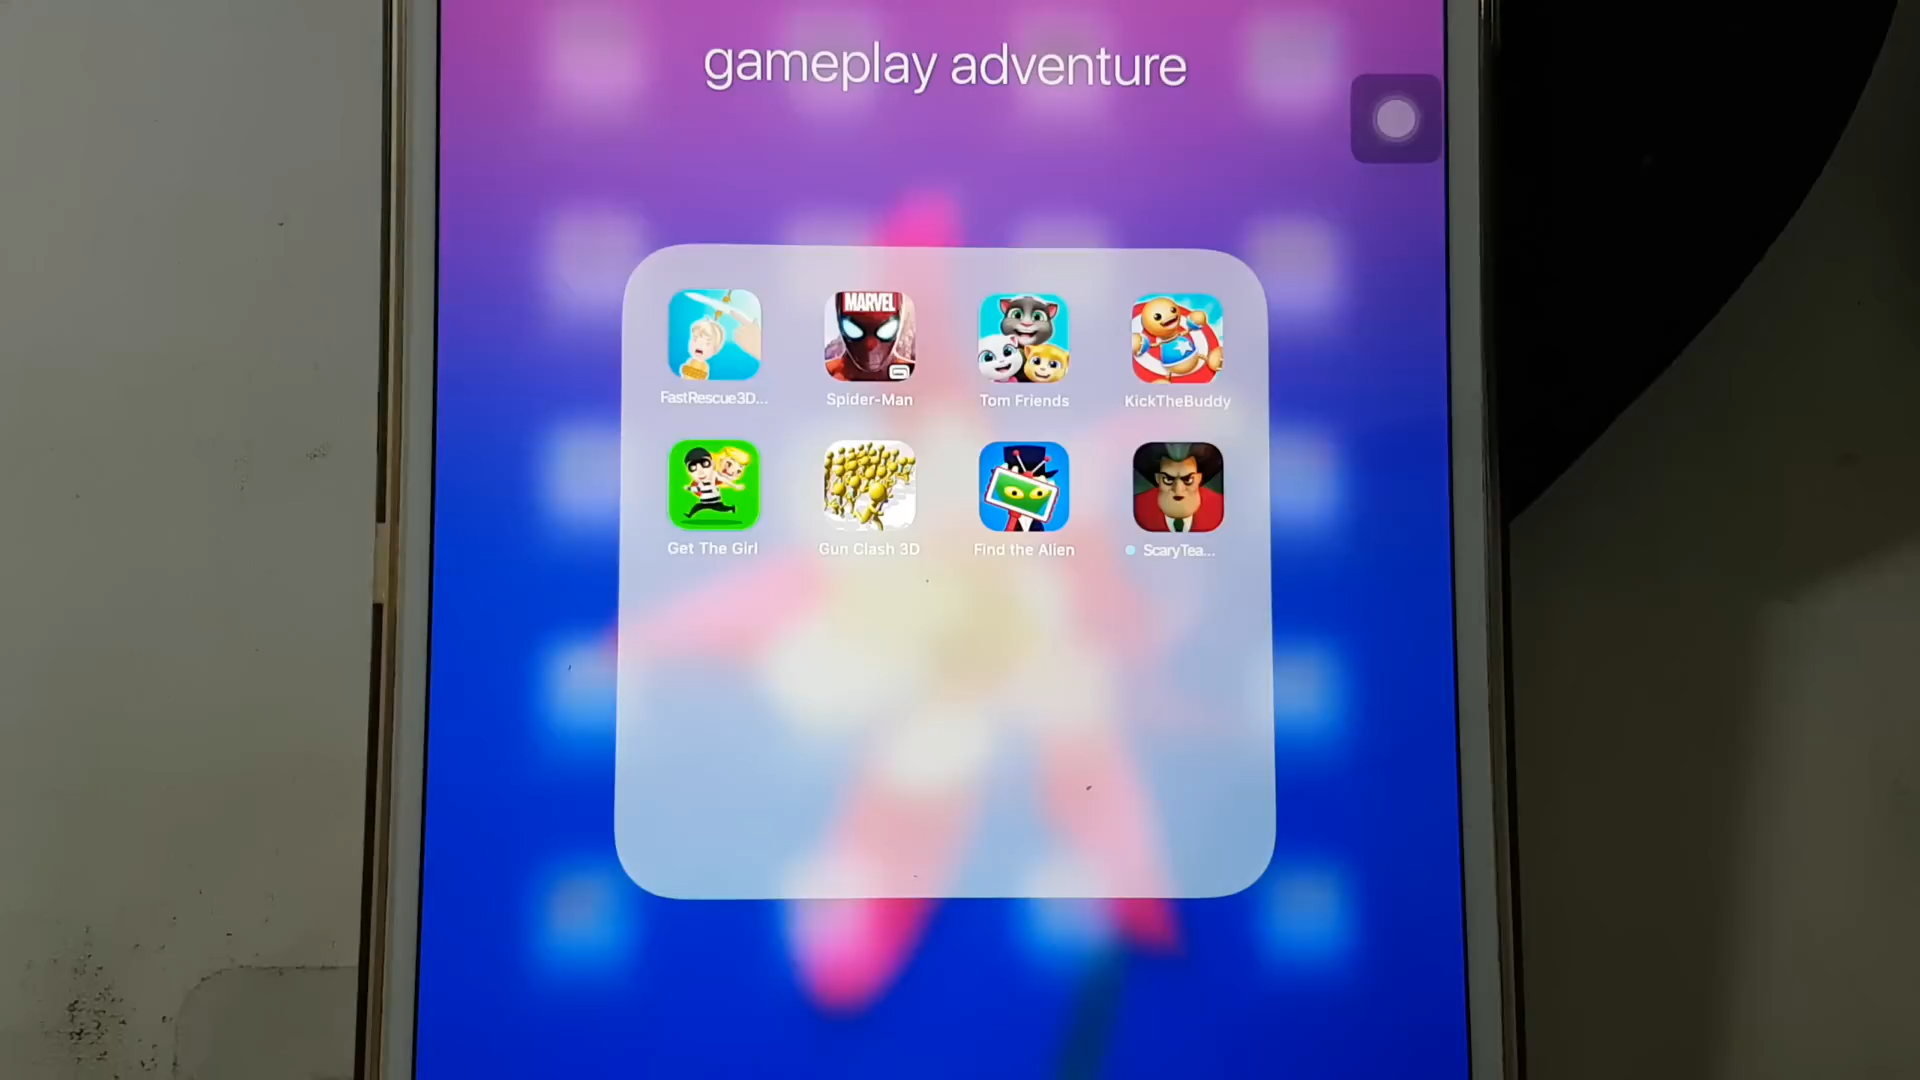 gameplay adventure
MARVEL
FastRescue3D...
Spider-Man
Tom Friends
KickTheBuddy
Get The Girl
Gun Clash 3D
Find the Alien
ScaryTea...